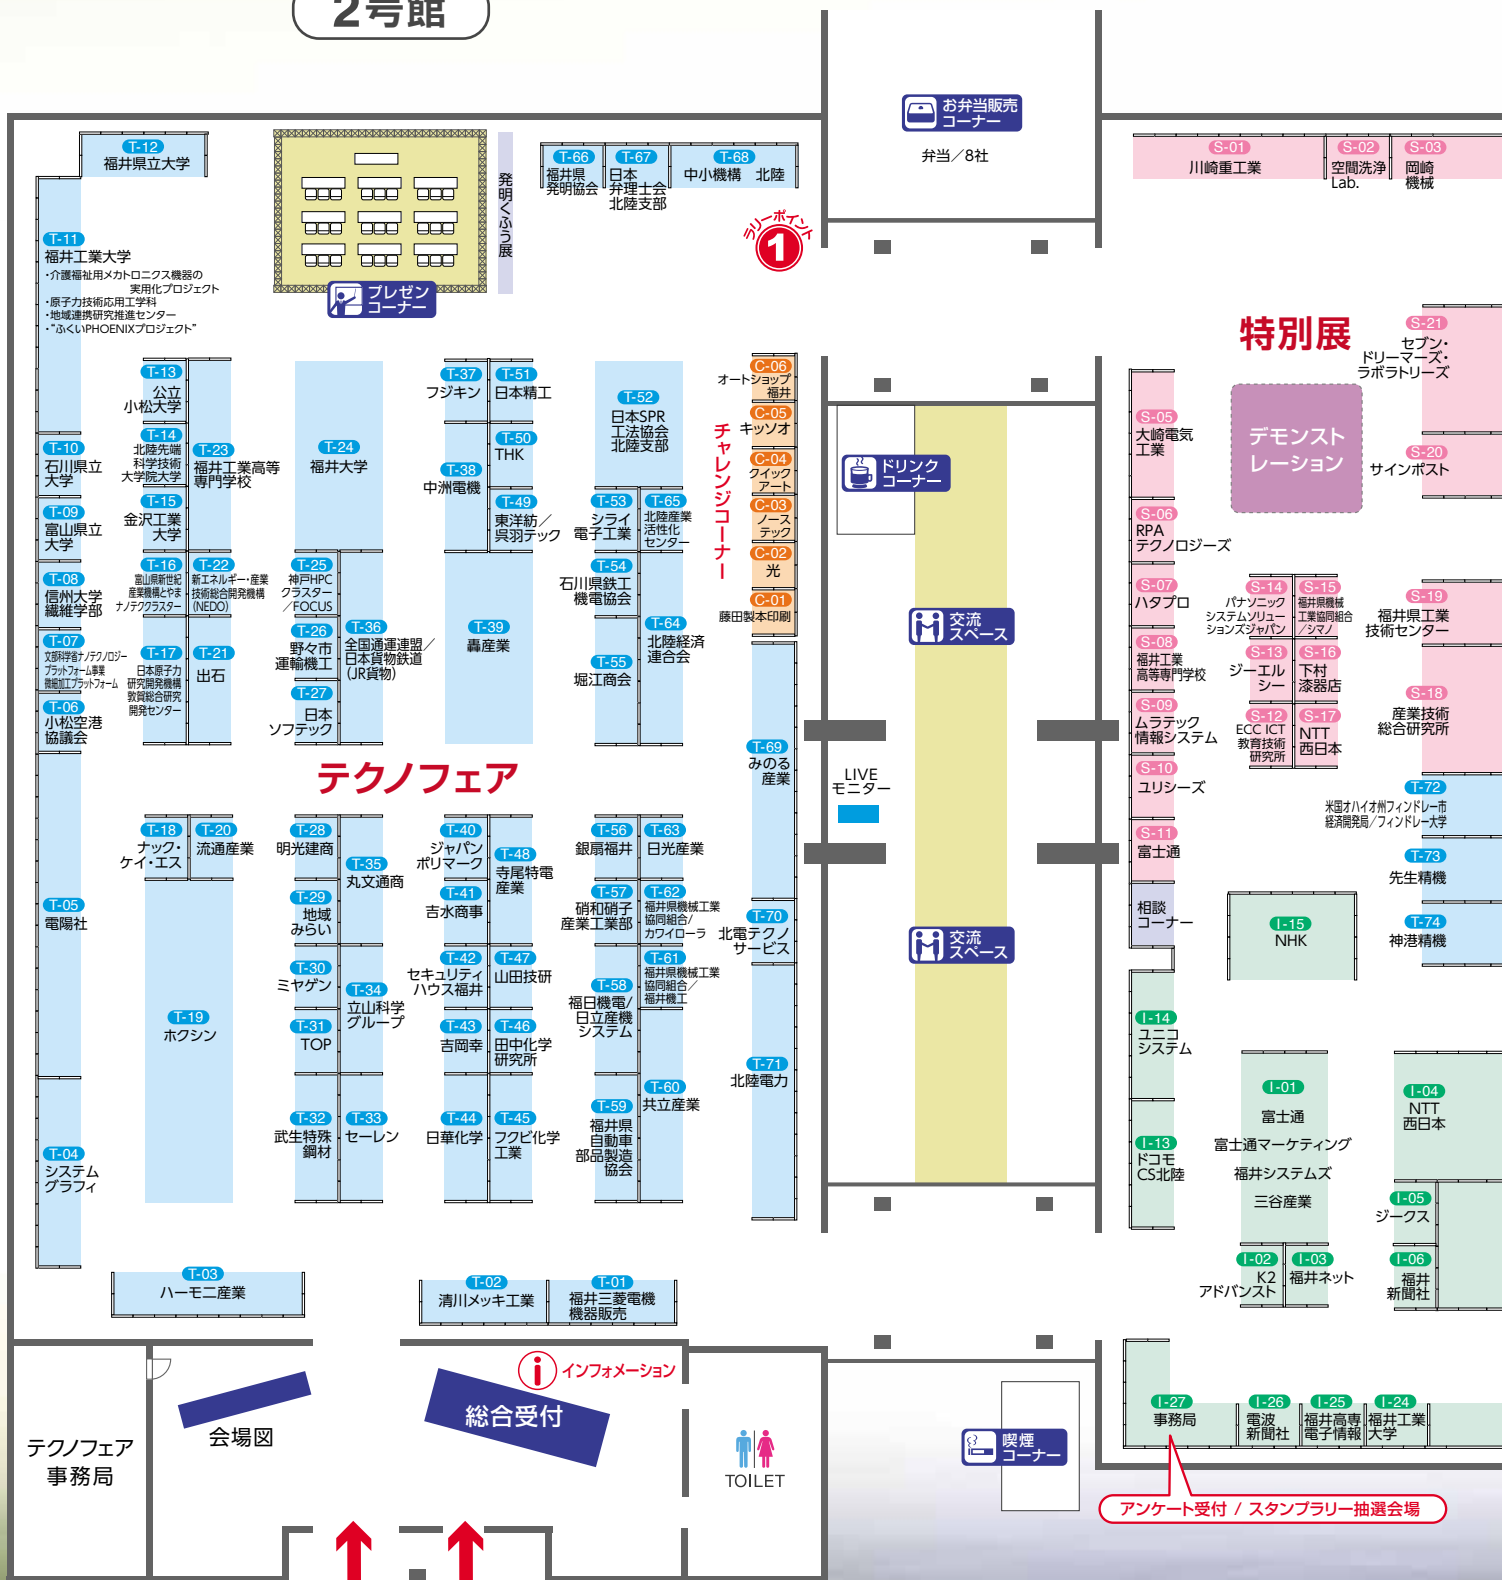 2号館
お弁当販売
コーナー
弁当／8社
T-12
福井県立大学
T-11
福井工業大学
・介護福祉用メカトロニクス機器の
実用化プロジェクト
・原子力技術応用工学科
・地域連携研究推進センター
・“ふくいPHOENIXプロジェクト”
プレゼン
コーナー
発明くふう展
T-66
福井県
発明協会
T-67
日本
弁理士会
北陸支部
T-68
中小機構 北陸
ラリーポイント
1
S-01
川崎重工業
S-02
空間洗浄
Lab.
S-03
岡崎
機械
特別展
S-21
セブン・
ドリーマーズ・
ラボラトリーズ
S-20
サインポスト
デモンスト
レーション
S-05
大崎電気
工業
S-06
RPA
テクノロジーズ
S-07
ハタプロ
S-08
福井工業
高等専門学校
S-09
ムラテック
情報システム
S-10
ユリシーズ
S-11
富士通
相談
コーナー
S-14
パナソニック
システムソリュー
ションズジャパン
S-15
福井県機械
工業協同組合
／シマノ
S-13
ジーエル
シー
S-16
下村
漆器店
S-12
ECC ICT
教育技術
研究所
S-17
NTT
西日本
S-19
福井県工業
技術センター
S-18
産業技術
総合研究所
T-72
米国オハイオ州フィンドレー市
経済開発局／フィンドレー大学
T-73
先生精機
T-74
神港精機
T-10
石川県立
大学
T-09
富山県立
大学
T-08
信州大学
繊維学部
T-07
文部科学省ナノテクノロジー
プラットフォーム事業
微細加工プラットフォーム
T-06
小松空港
協議会
T-05
電陽社
T-04
システム
グラフィ
T-13
公立
小松大学
T-14
北陸先端
科学技術
大学院大学
T-15
金沢工業
大学
T-16
富山県新世紀
産業機構とやま
ナノテククラスター
T-17
日本原子力
研究開発機構
敦賀総合研究
開発センター
T-23
福井工業高等
専門学校
T-22
新エネルギー・産業
技術総合開発機構
(NEDO)
T-21
出石
T-24
福井大学
T-25
神戸HPC
クラスター
／FOCUS
T-26
野々市
運輸機工
T-27
日本
ソフテック
T-36
全国通運連盟／
日本貨物鉄道
(JR貨物)
T-37
フジキン
T-51
日本精工
T-50
THK
T-38
中洲電機
T-49
東洋紡／
呉羽テック
T-39
轟産業
T-52
日本SPR
工法協会
北陸支部
T-53
シライ
電子工業
T-65
北陸産業
活性化
センター
T-54
石川県鉄工
機電協会
T-64
北陸経済
連合会
T-55
堀江商会
チャレンジコーナー
C-06
オートショップ
福井
C-05
キッソオ
C-04
クイック
アート
C-03
ノース
テック
C-02
光
C-01
藤田製本印刷
ドリンク
コーナー
交流
スペース
LIVE
モニター
交流
スペース
テクノフェア
T-18
ナック・
ケイ・エス
T-20
流通産業
T-19
ホクシン
T-28
明光建商
T-35
丸文通商
T-29
地域
みらい
T-30
ミヤゲン
T-34
立山科学
グループ
T-31
TOP
T-32
武生特殊
鋼材
T-33
セーレン
T-40
ジャパン
ポリマーク
T-48
寺尾特電
産業
T-41
吉水商事
T-42
セキュリティ
ハウス福井
T-47
山田技研
T-43
吉岡幸
T-46
田中化学
研究所
T-44
日華化学
T-45
フクビ化学
工業
T-56
銀扇福井
T-63
日光産業
T-57
硝和硝子
産業工業部
T-62
福井県機械工業
協同組合/
カワイローラ
T-58
福日機電/
日立産機
システム
T-61
福井県機械工業
協同組合／
福井機工
T-60
共立産業
T-59
福井県
自動車
部品製造
協会
T-69
みのる
産業
T-70
北電テクノ
サービス
T-71
北陸電力
I-15
NHK
I-14
ユニコ
システム
I-13
ドコモ
CS北陸
I-01
富士通
富士通マーケティング
福井システムズ
三谷産業
I-02
K2
アドバンスト
I-03
福井ネット
I-04
NTT
西日本
I-05
ジークス
I-06
福井
新聞社
T-03
ハーモニ産業
T-02
清川メッキ工業
T-01
福井三菱電機
機器販売
インフォメーション
総合受付
会場図
テクノフェア
事務局
TOILET
喫煙
コーナー
I-27
事務局
I-26
電波
新聞社
I-25
福井高専
電子情報
I-24
福井工業
大学
アンケート受付 / スタンプラリー抽選会場